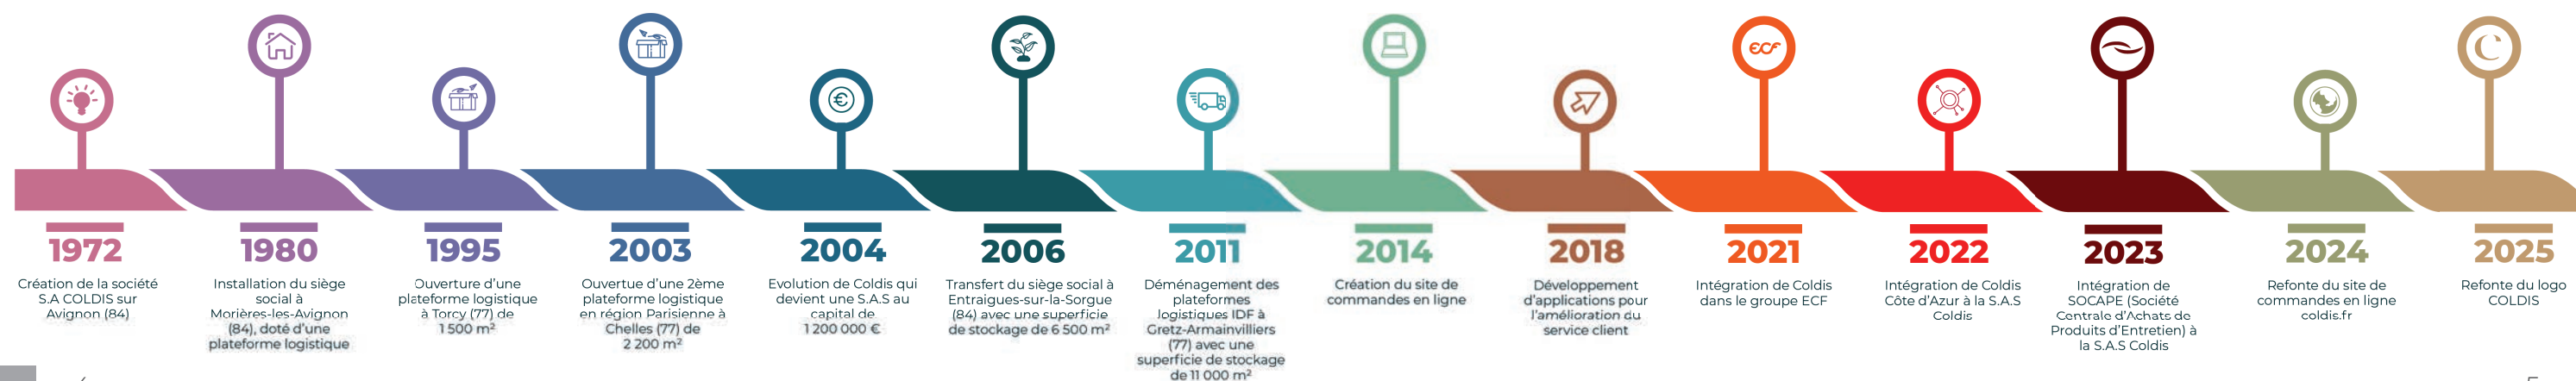 ECF
1972
Création de la société
S.A COLDIS sur
Avignon (84)
1980
Installation du siège
social à
Morières-les-Avignon
(84), doté d'une
plateforme logistique
1995
Ouverture d'une
plateforme logistique
à Torcy (77) de
1 500 m²
2003
Ouvertue d'une 2ème
plateforme logistique
en région Parisienne à
Chelles (77) de
2 200 m²
2004
Evolution de Coldis qui
devient une S.A.S au
capital de
1 200 000 €
2006
Transfert du siège social à
Entraigues-sur-la-Sorgue
(84) avec une superficie
de stockage de 6 500 m²
2011
Déménagement des
plateformes
logistiques IDF à
Gretz-Armainvilliers
(77) avec une
superficie de stockage
de 11 000 m²
2014
Création du site de
commandes en ligne
2018
Développement
d'applications pour
l'amélioration du
service client
2021
Intégration de Coldis
dans le groupe ECF
2022
Intégration de Coldis
Côte d'Azur à la S.A.S
Coldis
2023
Intégration de
SOCAPE (Société
Centrale d'Achats de
Produits d'Entretien) à
la S.A.S Coldis
2024
Refonte du site de
commandes en ligne
coldis.fr
2025
Refonte du logo
COLDIS